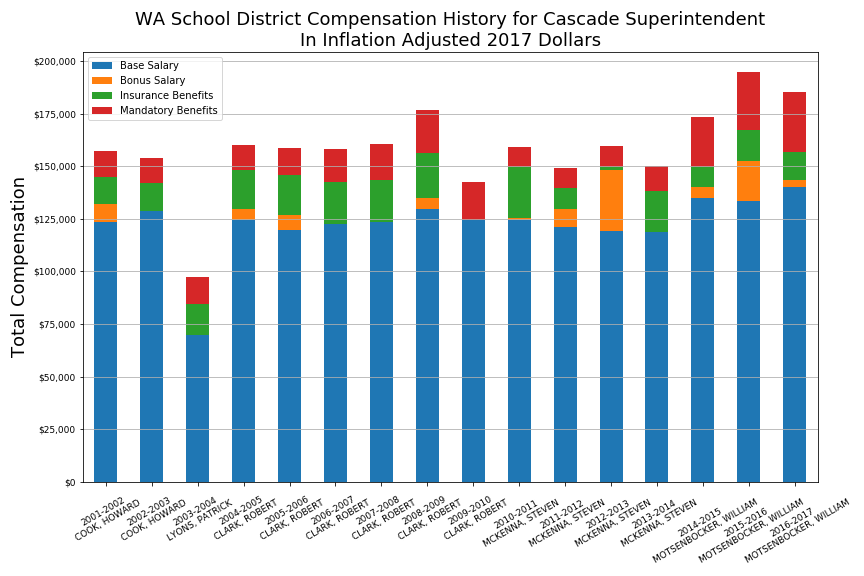 WA School District Compensation History for Cascade Superintendent
In Inflation Adjusted 2017 Dollars
Base Salary
Bonus Salary
Insurance Benefits
Mandatory Benefits
Total Compensation
$200,000
$175,000
$150,000
$125,000
$100,000
$75,000
$50,000
$25,000
$0
2001-2002
COOK, HOWARD
2002-2003
COOK, HOWARD
2003-2004
LYONS, PATRICK
2004-2005
CLARK, ROBERT
2005-2006
CLARK, ROBERT
2006-2007
CLARK, ROBERT
2007-2008
CLARK, ROBERT
2008-2009
CLARK, ROBERT
2009-2010
CLARK, ROBERT
2010-2011
MCKENNA, STEVEN
2011-2012
MCKENNA, STEVEN
2012-2013
MCKENNA, STEVEN
2013-2014
MCKENNA, STEVEN
2014-2015
MOTSENBOCKER, WILLIAM
2015-2016
MOTSENBOCKER, WILLIAM
2016-2017
MOTSENBOCKER, WILLIAM